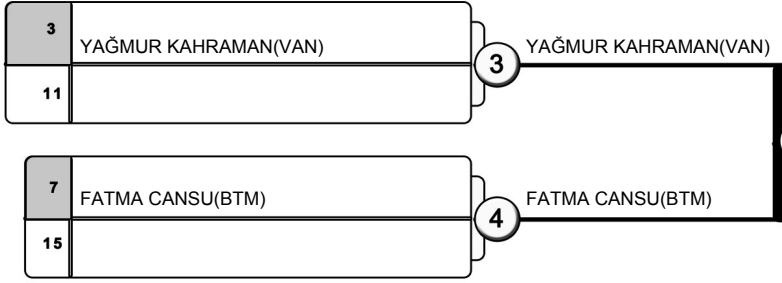 3
YAĞMUR KAHRAMAN(VAN)
3
YAĞMUR KAHRAMAN(VAN)
11
7
FATMA CANSU(BTM)
4
FATMA CANSU(BTM)
15